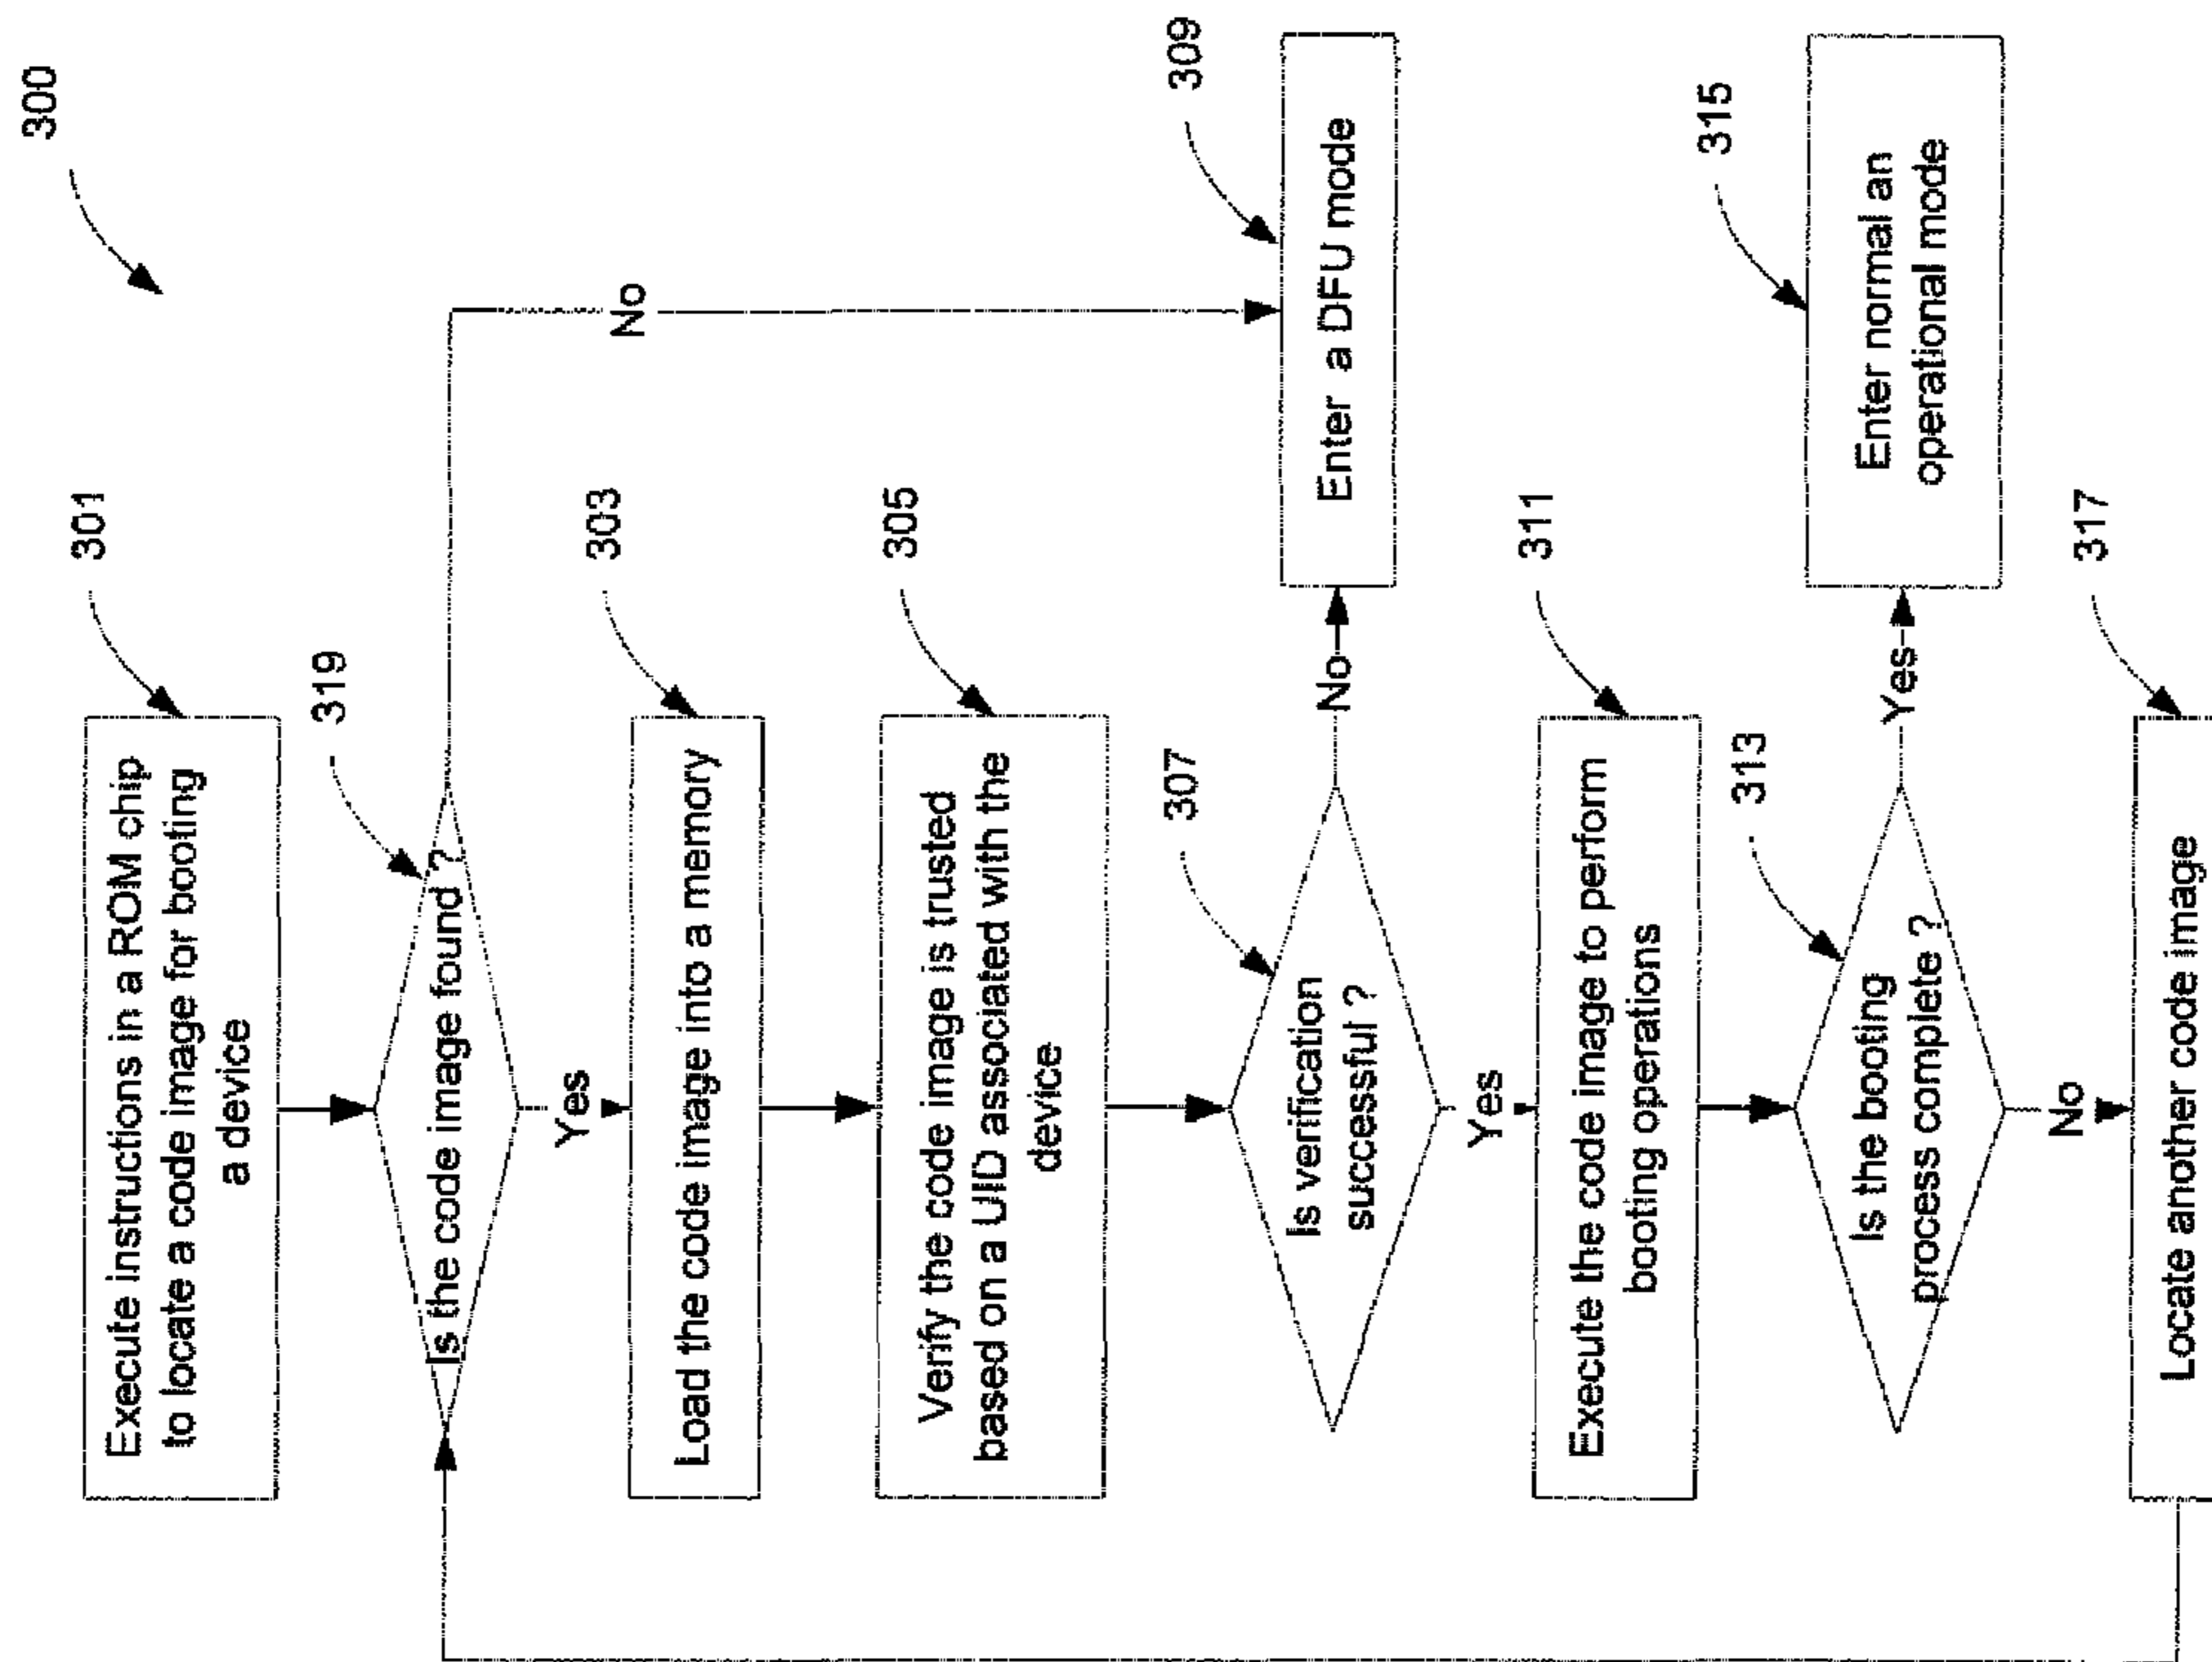 300
301
Execute instructions in a ROM chip
to locate a code image for booting
a device
319
Is the code image found ?
No
Yes
303
Load the code image into a memory
305
Verify the code image is trusted
based on a UID associated with the
device
307
Is verification
successful ?
No
309
Enter a DFU mode
Yes
311
Execute the code image to perform
booting operations
313
Is the booting
process complete ?
Yes
315
Enter normal an
operational mode
No
317
Locate another code image